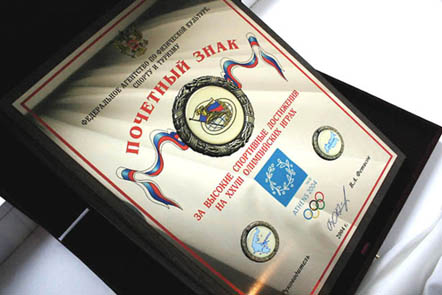 ФЕДЕРАЛЬНОЕ АГЕНТСТВО ПО ФИЗИЧЕСКОЙ КУЛЬТУРЕ,
СПОРТУ И ТУРИЗМУ
ПОЧЕТНЫЙ ЗНАК
ЗА ВЫСОКИЕ СПОРТИВНЫЕ ДОСТИЖЕНИЯ
НА XXVIII ОЛИМПИЙСКИХ ИГРАХ
ATHENS 2004
Руководитель
В.А. Фетисов
2004 г.